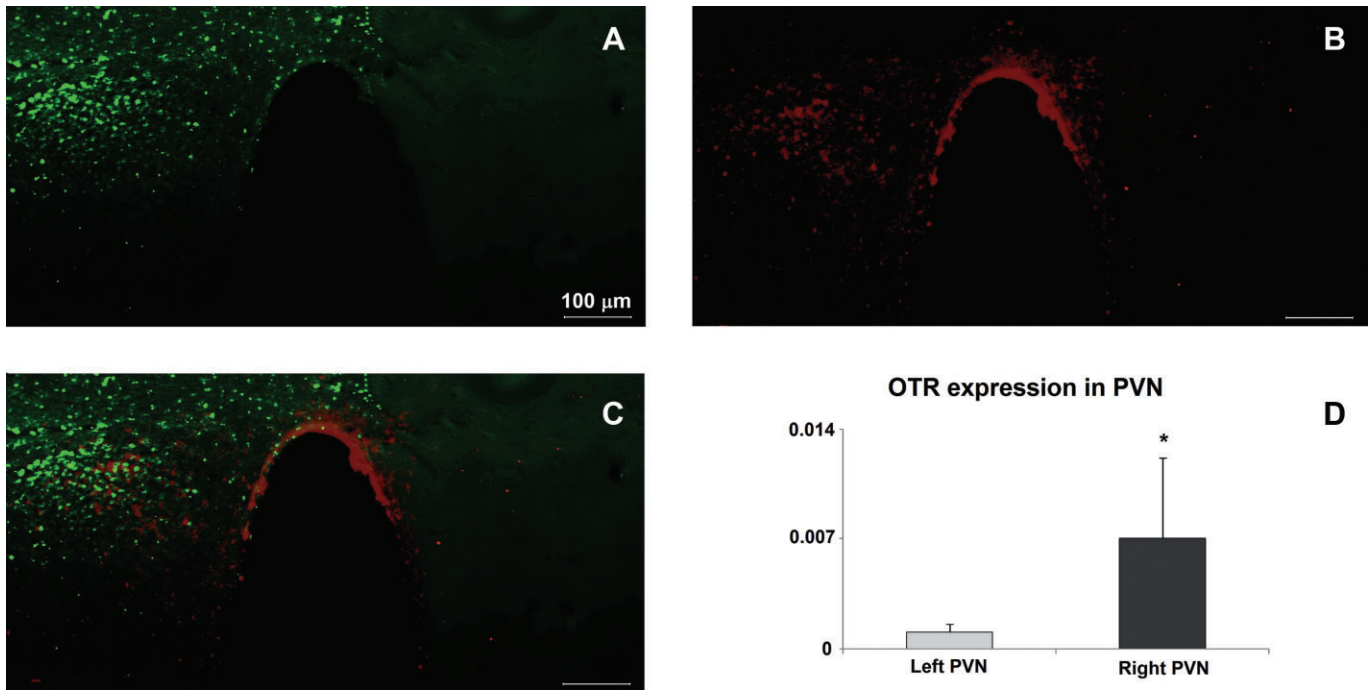 A
B
100 μm
C
D
OTR expression in PVN
0.014
*
0.007
0
Left PVN
Right PVN